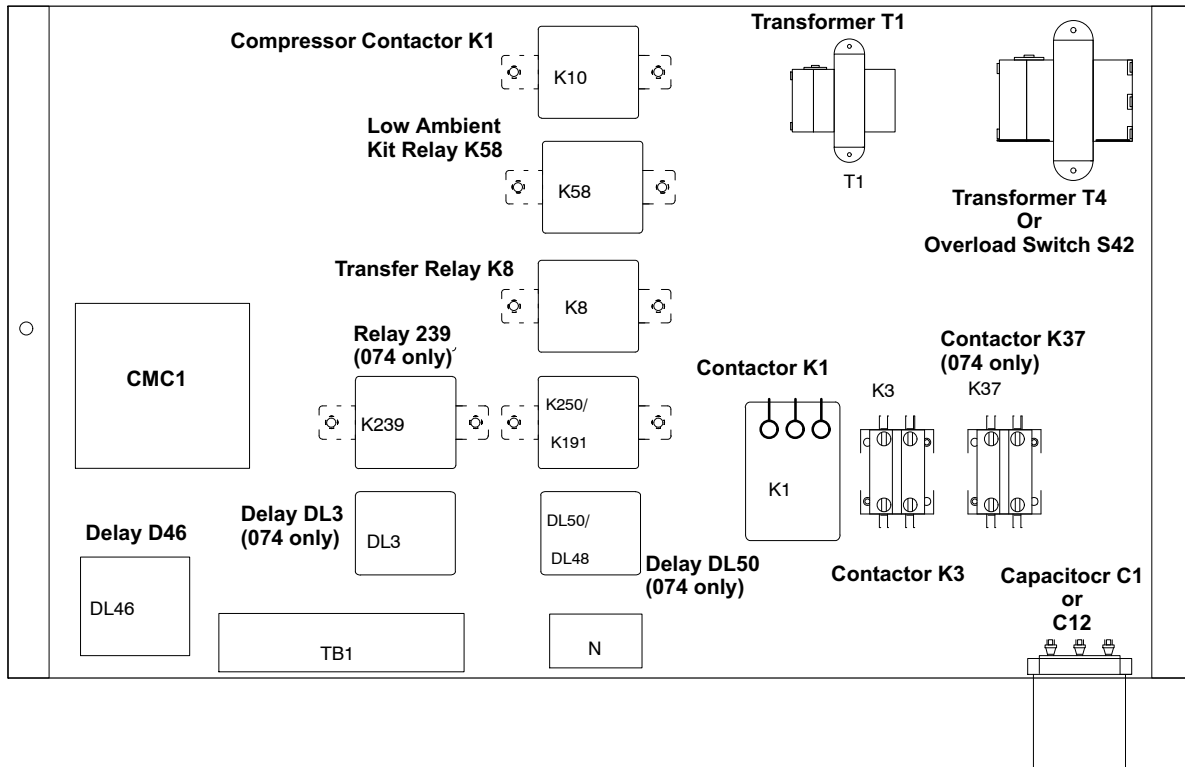 Compressor Contactor K1
K10
Transformer T1
T1
Transformer T4
Or
Overload Switch S42
Low Ambient
Kit Relay K58
K58
Transfer Relay K8
K8
CMC1
Relay 239
(074 only)
K239
K250/
K191
Contactor K1
K1
K3
Contactor K3
Contactor K37
(074 only)
K37
Delay D46
DL46
Delay DL3
(074 only)
DL3
DL50/
DL48
Delay DL50
(074 only)
TB1
N
Capacitocr C1
or
C12